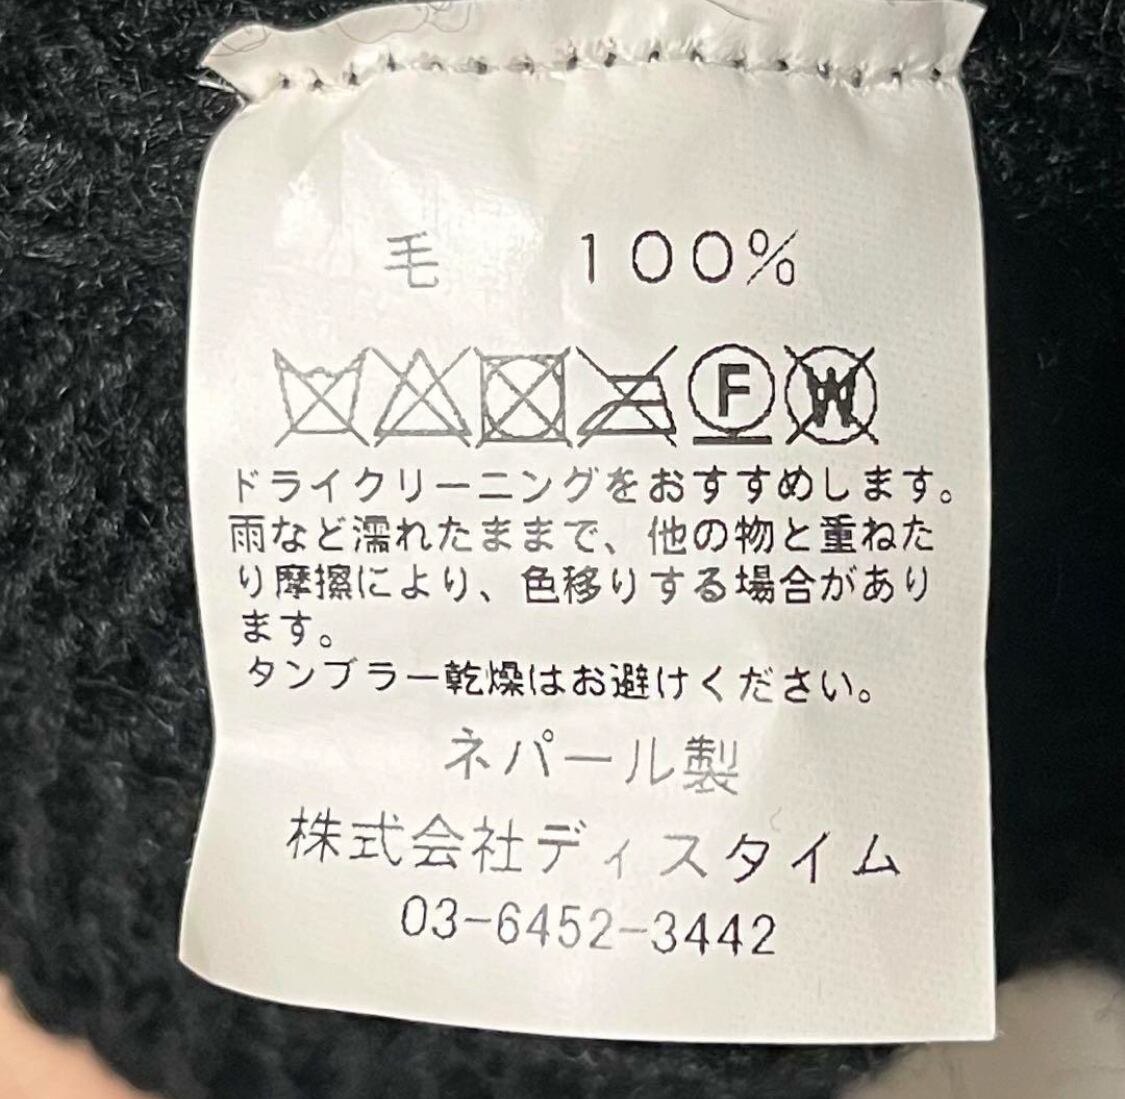 毛 100%
F W
ドライクリーニングをおすすめします。
雨など濡れたままで、他の物と重ねた
り摩擦により、色移りする場合があり
ます。
タンブラー乾燥はお避けください。
ネパール製
株式会社ディスタイム
03-6452-3442